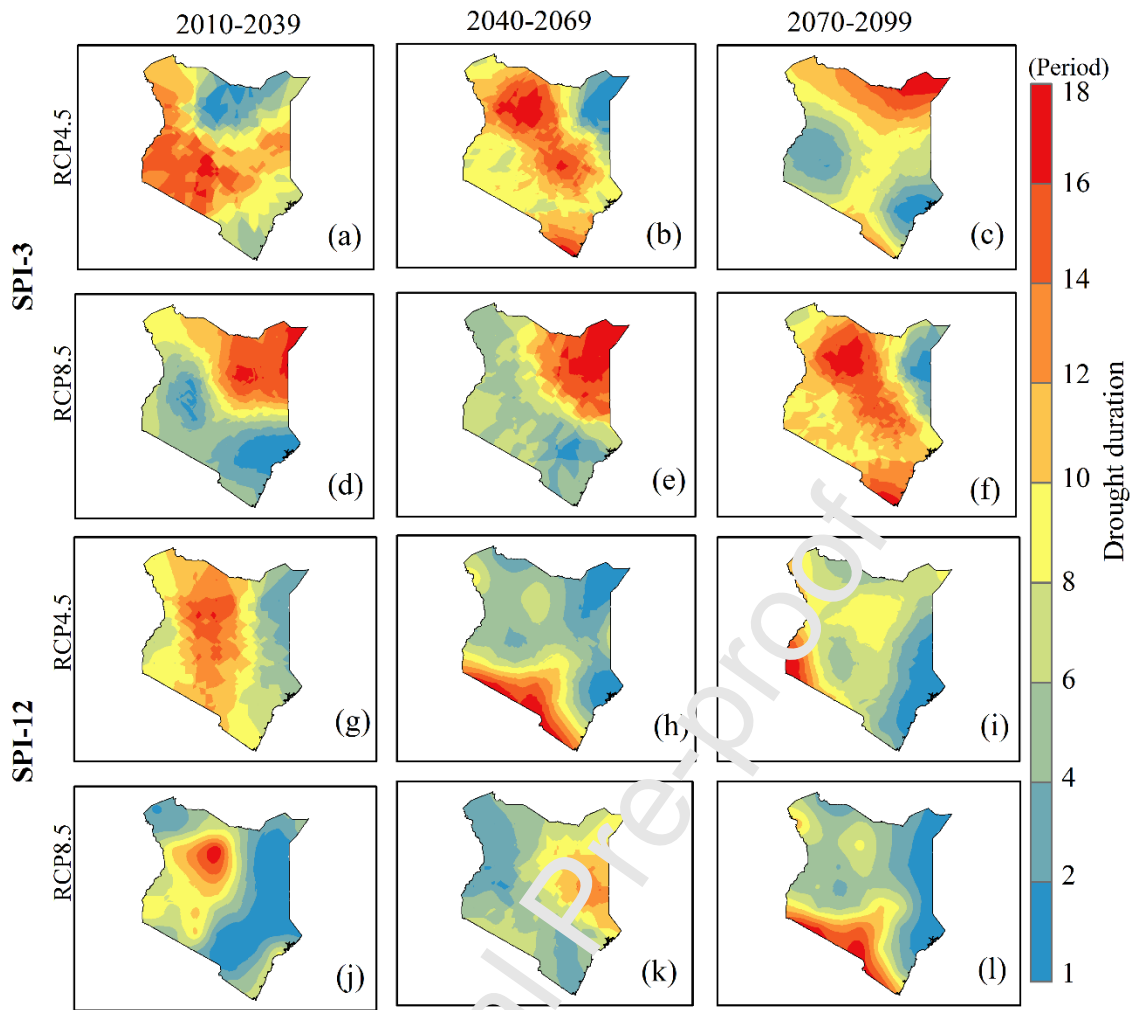 2010-2039 2040-2069 2070-2099
(Period)
SPI-3
RCP4.5
(a) (b) (c)
RCP8.5
(d) (e) (f)
SPI-12
RCP4.5
(g) (h) (i)
RCP8.5
(j) (k) (l)
18
16
14
12
10
8
6
4
2
1
Drought duration
al Pre-proof